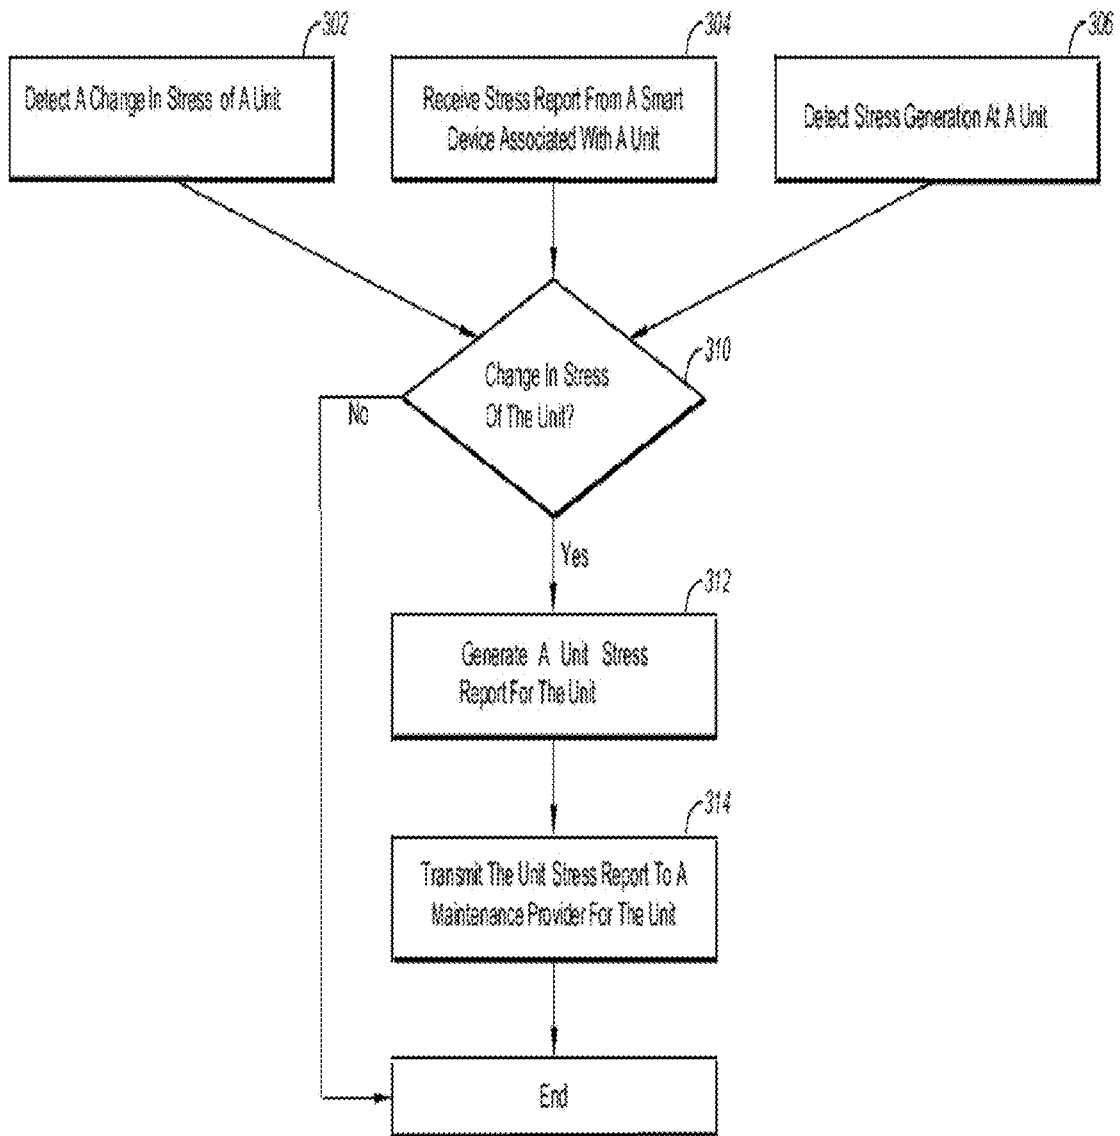 302
304
306
Detect A Change In Stress of A Unit
Receive Stress Report From A Smart
Device Associated With A Unit
Detect Stress Generation At A Unit
310
Change In Stress
Of The Unit?
No
Yes
312
Generate A Unit Stress
Report For The Unit
314
Transmit The Unit Stress Report To A
Maintenance Provider For The Unit
End